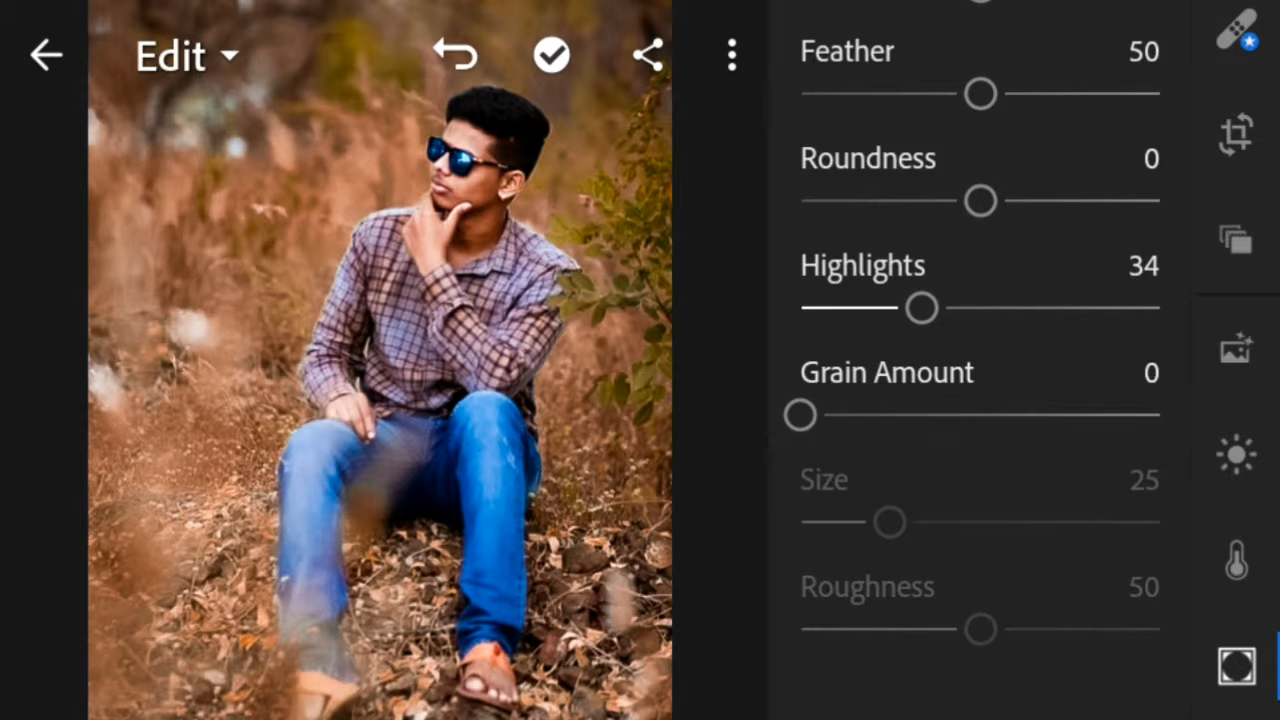 Edit
Feather 50
Roundness 0
Highlights 34
Grain Amount 0
Size 25
Roughness 50